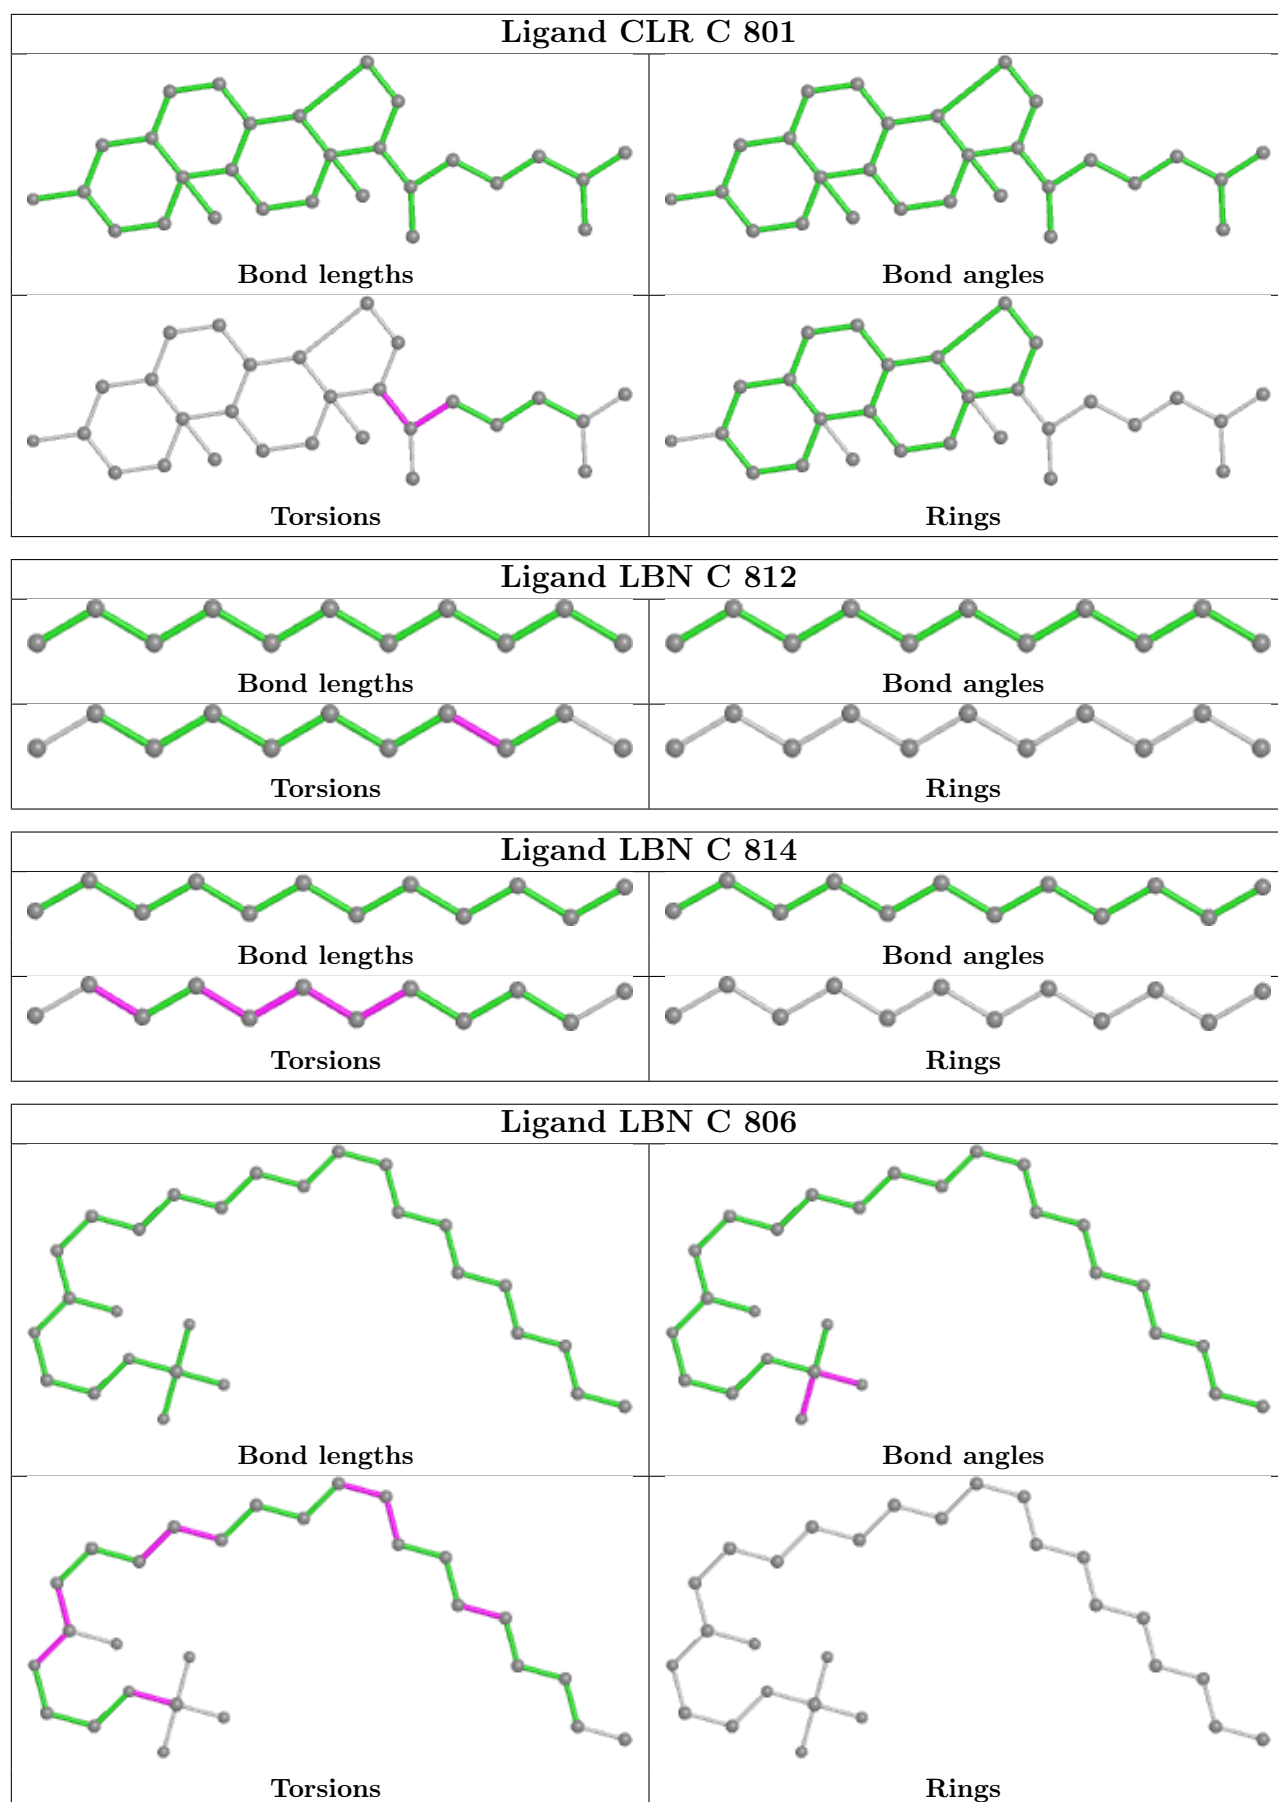 Ligand CLR C 801
Bond lengths
Bond angles
Torsions
Rings
Ligand LBN C 812
Bond lengths
Bond angles
Torsions
Rings
Ligand LBN C 814
Bond lengths
Bond angles
Torsions
Rings
Ligand LBN C 806
Bond lengths
Bond angles
Torsions
Rings